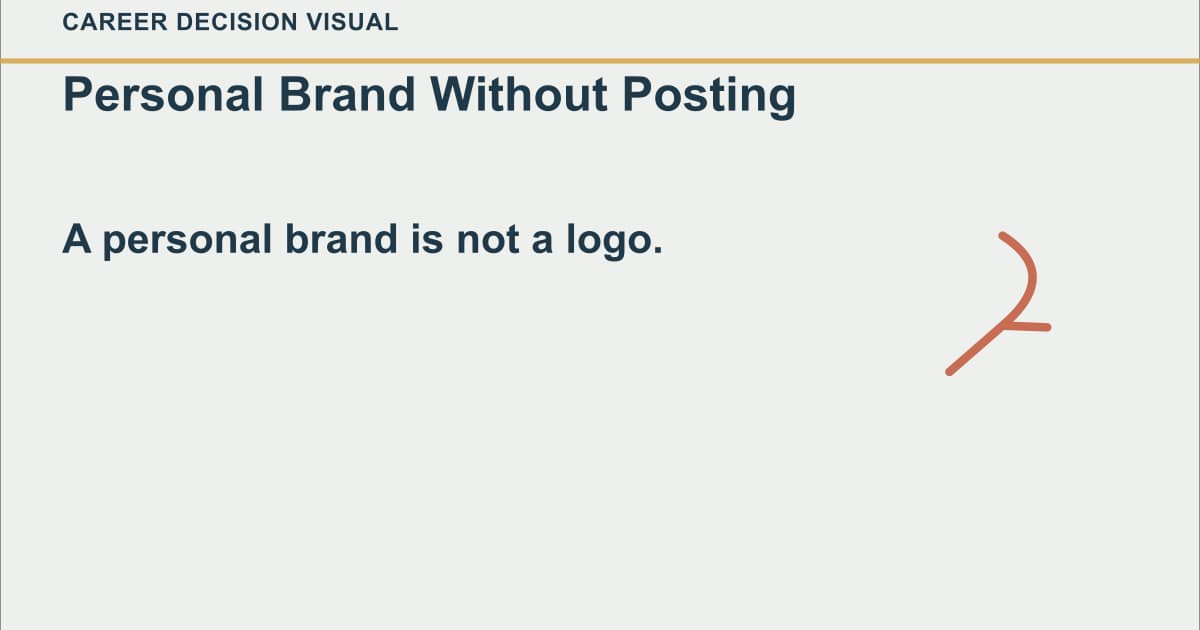 CAREER DECISION VISUAL
Personal Brand Without Posting
A personal brand is not a logo.